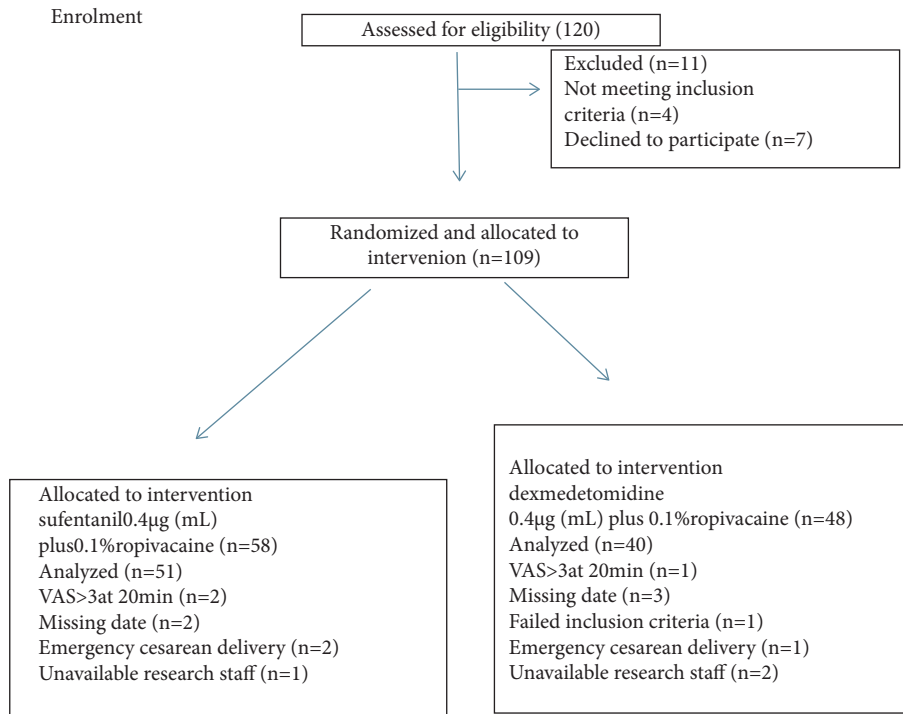 Enrolment
Assessed for eligibility (120)
Excluded (n=11)
Not meeting inclusion
criteria (n=4)
Declined to participate (n=7)
Randomized and allocated to
intervenion (n=109)
Allocated to intervention
sufentanil0.4μg (mL)
plus0.1%ropivacaine (n=58)
Analyzed (n=51)
VAS>3at 20min (n=2)
Missing date (n=2)
Emergency cesarean delivery (n=2)
Unavailable research staff (n=1)
Allocated to intervention
dexmedetomidine
0.4μg (mL) plus 0.1%ropivacaine (n=48)
Analyzed (n=40)
VAS>3at 20min (n=1)
Missing date (n=3)
Failed inclusion criteria (n=1)
Emergency cesarean delivery (n=1)
Unavailable research staff (n=2)